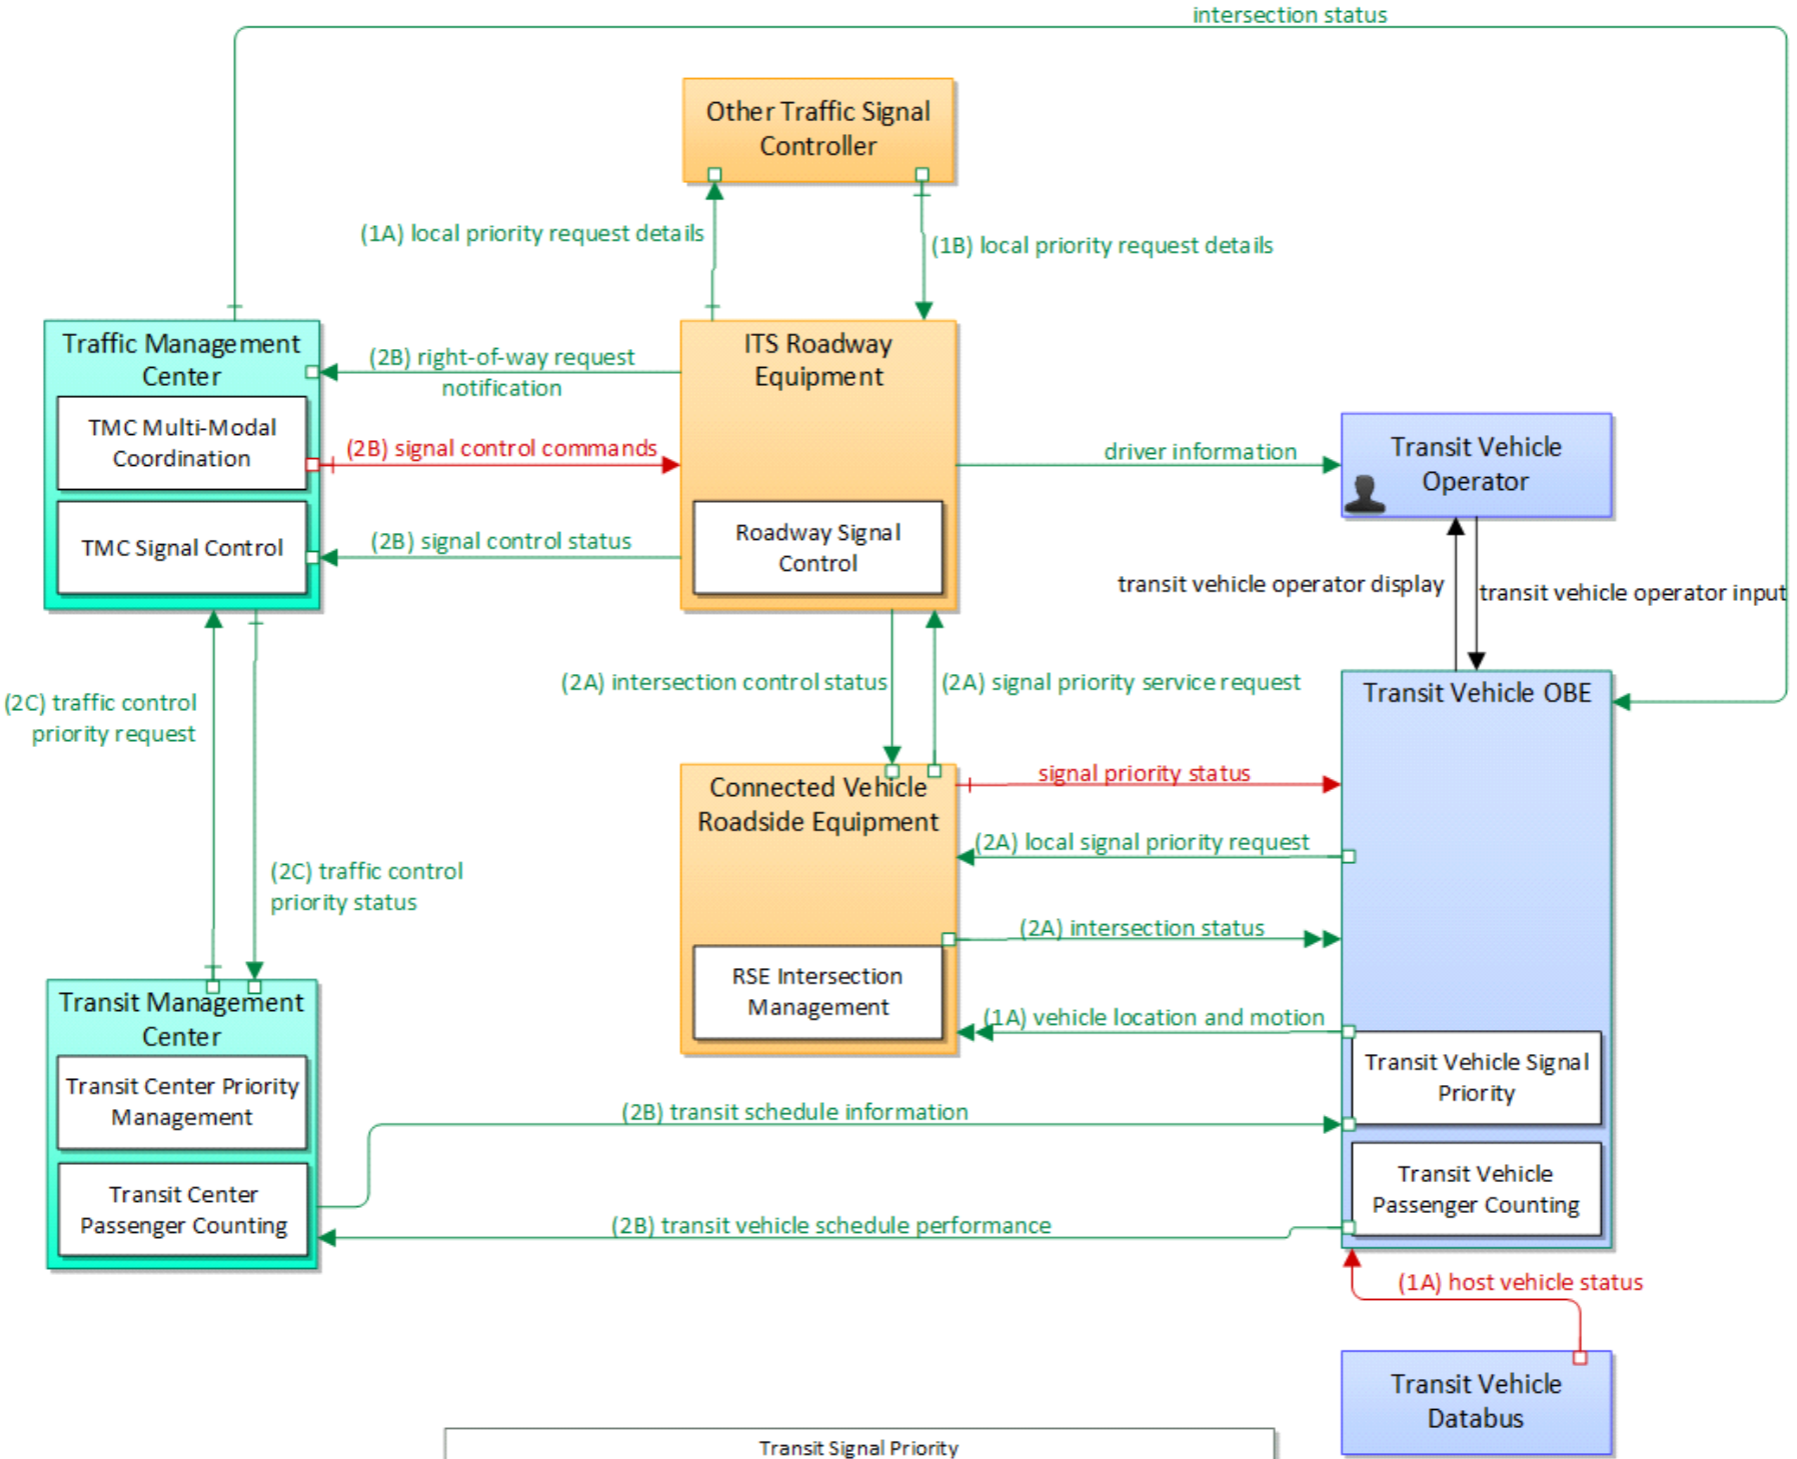 intersection status
Other Traffic Signal
Controller
(1A) local priority request details
(1B) local priority request details
Traffic Management
Center
TMC Multi-Modal
Coordination
TMC Signal Control
(2B) right-of-way request
notification
(2B) signal control commands
(2B) signal control status
ITS Roadway
Equipment
Roadway Signal
Control
driver information
Transit Vehicle
Operator
transit vehicle operator display
transit vehicle operator input
(2C) traffic control
priority request
(2C) traffic control
priority status
(2A) intersection control status
(2A) signal priority service request
Connected Vehicle
Roadside Equipment
RSE Intersection
Management
signal priority status
(2A) local signal priority request
(2A) intersection status
(1A) vehicle location and motion
Transit Vehicle OBE
Transit Vehicle Signal
Priority
Transit Vehicle
Passenger Counting
Transit Management
Center
Transit Center Priority
Management
Transit Center
Passenger Counting
(2B) transit schedule information
(2B) transit vehicle schedule performance
(1A) host vehicle status
Transit Vehicle
Databus
Transit Signal Priority